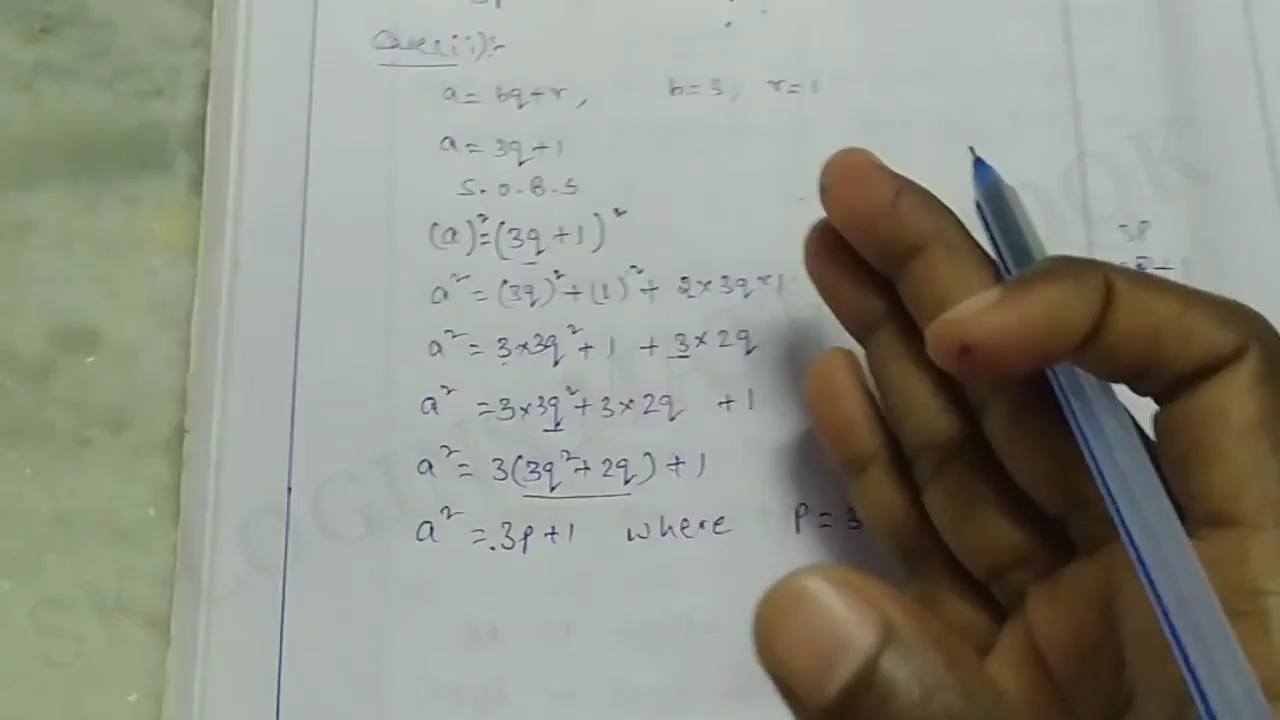 Case(ii):-
a = bq+r,   b=3, r=1
a = 3q+1
S.O.B.S
(a)²=(3q+1)²
a² = (3q)²+(1)²+ 2×3q×1
a² = 3×3q²+1 +3×2q
a² =3×3q²+3×2q +1
a² = 3(3q²+2q)+1
a² = 3p+1 where P=3
3P